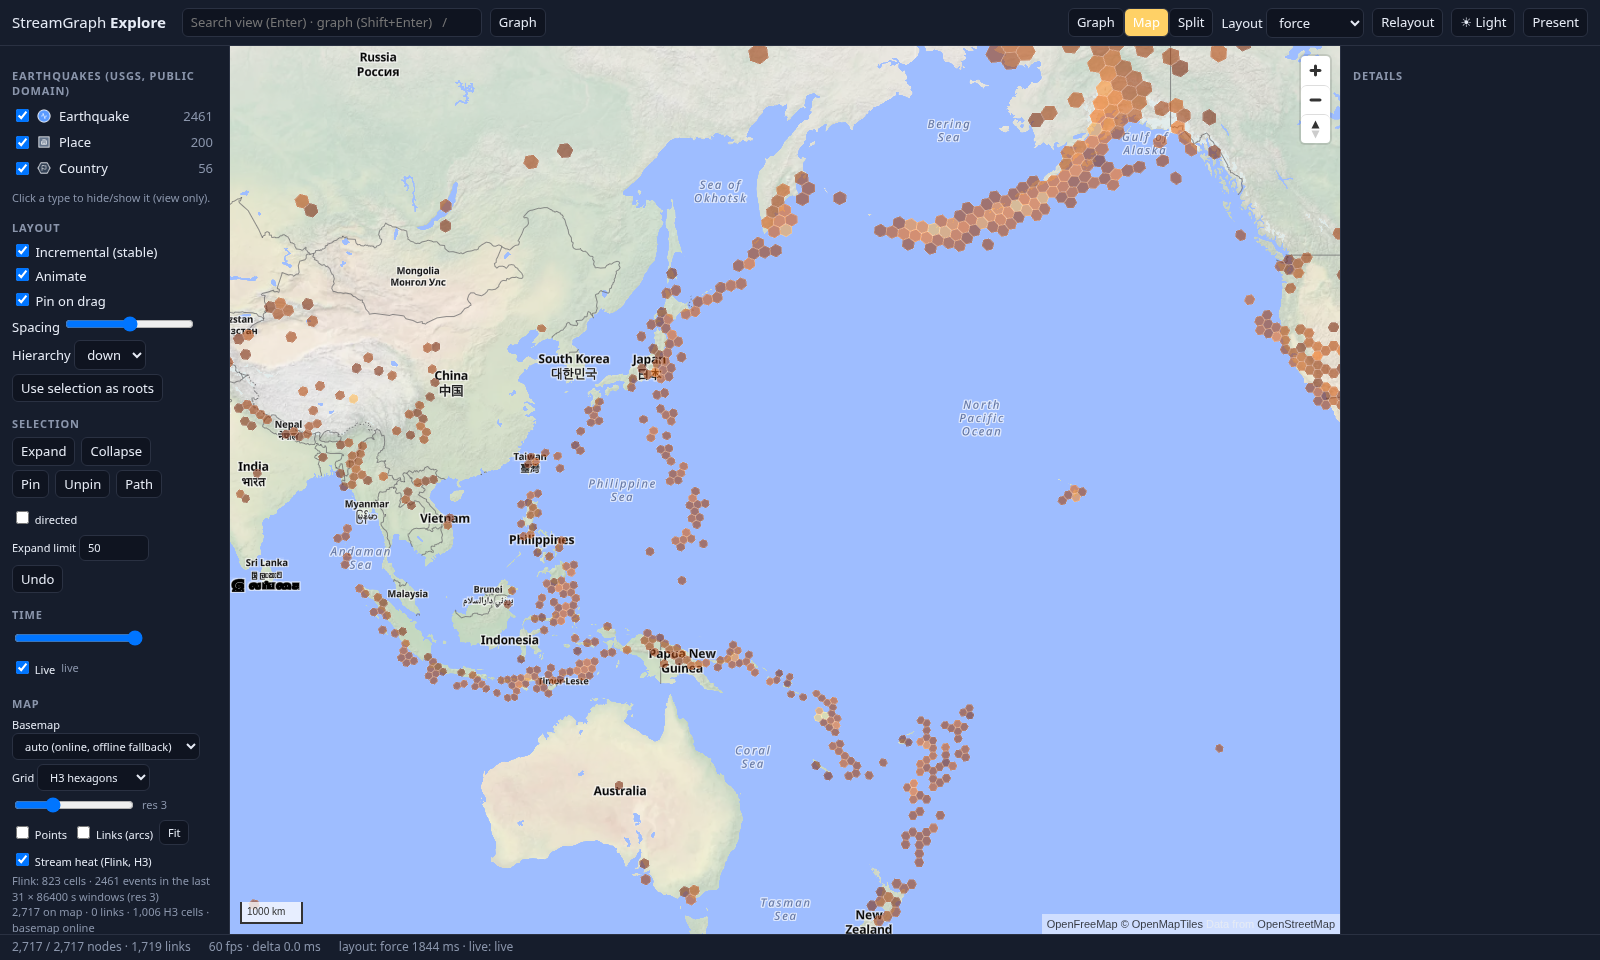 StreamGraph Explore
Search view (Enter) · graph (Shift+Enter) /
Graph
Graph
Map
Split
Layout
force
Relayout
☀ Light
Present
EARTHQUAKES (USGS, PUBLIC
DOMAIN)
Earthquake 2461
Place 200
Country 56
Click a type to hide/show it (view only).
LAYOUT
Incremental (stable)
Animate
Pin on drag
Spacing
Hierarchy down
Use selection as roots
SELECTION
Expand Collapse
Pin Unpin Path
directed
Expand limit 50
Undo
TIME
Live live
MAP
Basemap
auto (online, offline fallback)
Grid H3 hexagons
res 3
Points Links (arcs) Fit
Stream heat (Flink, H3)
Flink: 823 cells · 2461 events in the last
31 × 86400 s windows (res 3)
2,717 on map · 0 links · 1,006 H3 cells ·
basemap online
Russia
Россия
Bering
Sea
Gulf of
Alaska
Sea of
Okhotsk
Mongolia
Монгол Улс
zstan
зстан
South Korea
대한민국
Japan
日本
China
中国
North
Pacific
Ocean
Nepal
India
भारत
Taiwan
臺灣
Philippine
Sea
Myanmar
Vietnam
Philippines
Andaman
Sea
Sri Lanka
Malaysia
Brunei
بروني دارالسلام
Indonesia
Papua New
Guinea
Timor-Leste
Coral
Sea
Australia
Tasman
Sea
New
Zealand
1000 km
OpenFreeMap © OpenMapTiles Data from OpenStreetMap
DETAILS
2,717 / 2,717 nodes · 1,719 links 60 fps · delta 0.0 ms layout: force 1844 ms · live: live